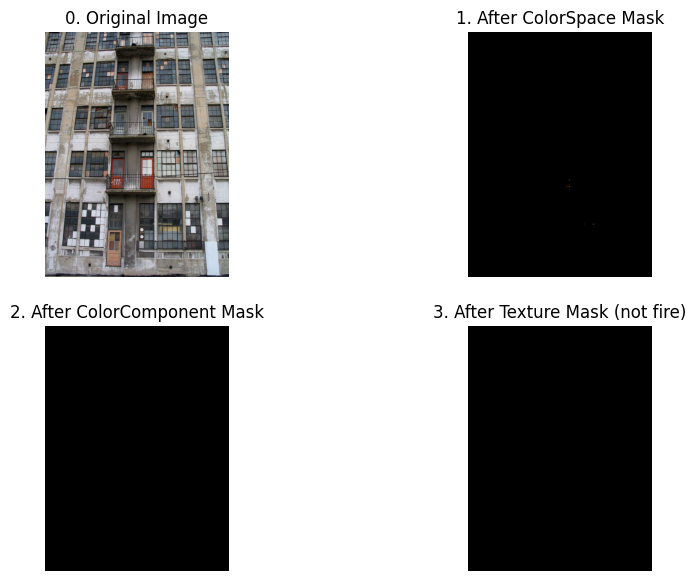 0. Original Image
1. After ColorSpace Mask
2. After ColorComponent Mask
3. After Texture Mask (not fire)